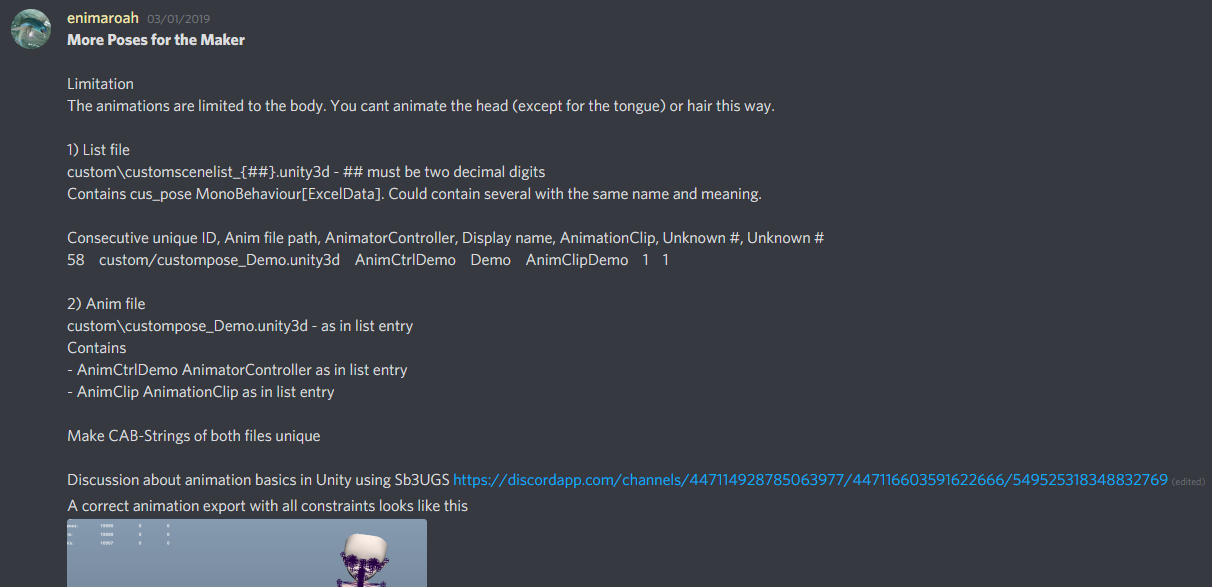 enimaroah 03/01/2019
More Poses for the Maker
Limitation
The animations are limited to the body. You cant animate the head (except for the tongue) or hair this way.
1) List file
custom\customscenelist_{##}.unity3d - ## must be two decimal digits
Contains cus_pose MonoBehaviour[ExcelData]. Could contain several with the same name and meaning.
Consecutive unique ID, Anim file path, AnimatorController, Display name, AnimationClip, Unknown #, Unknown #
58 custom/custompose_Demo.unity3d AnimCtrlDemo Demo AnimClipDemo 1 1
2) Anim file
custom\custompose_Demo.unity3d - as in list entry
Contains
- AnimCtrlDemo AnimatorController as in list entry
- AnimClip AnimationClip as in list entry
Make CAB-Strings of both files unique
Discussion about animation basics in Unity using Sb3UGS https://discordapp.com/channels/447114928785063977/447116603591622666/549525318348832769 (edited)
A correct animation export with all constraints looks like this